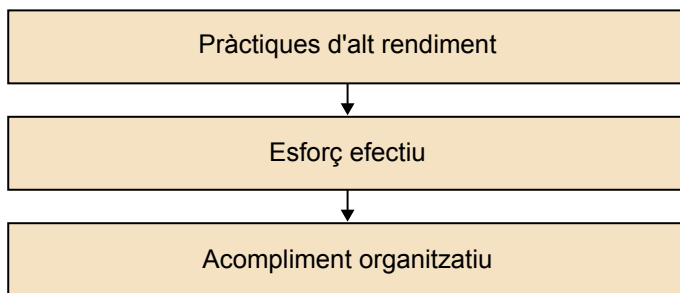 Pràctiques d'alt rendiment
Esforç efectiu
Acompliment organitzatiu